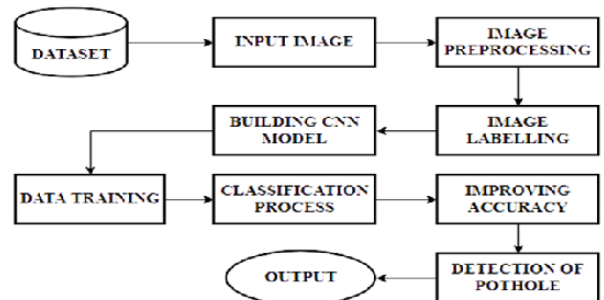 DATASET
INPUT IMAGE
IMAGE
PREPROCESSING
IMAGE
LABELLING
BUILDING CNN
MODEL
DATA TRAINING
CLASSIFICATION
PROCESS
IMPROVING
ACCURACY
DETECTION OF
POTHOLE
OUTPUT